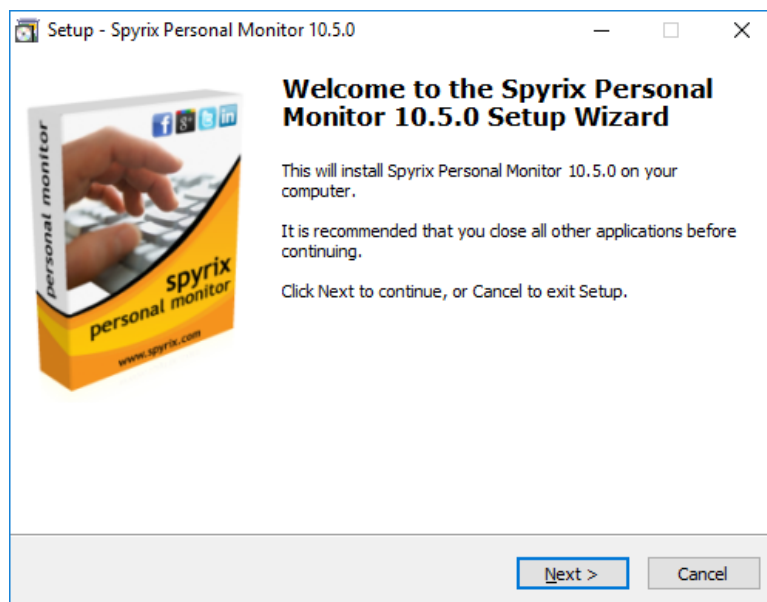 Setup - Spyrix Personal Monitor 10.5.0
Welcome to the Spyrix Personal
Monitor 10.5.0 Setup Wizard
This will install Spyrix Personal Monitor 10.5.0 on your
computer.
It is recommended that you close all other applications before
continuing.
Click Next to continue, or Cancel to exit Setup.
personal monitor
f g+ t in
spyrix
personal monitor
www.spyrix.com
Next >
Cancel